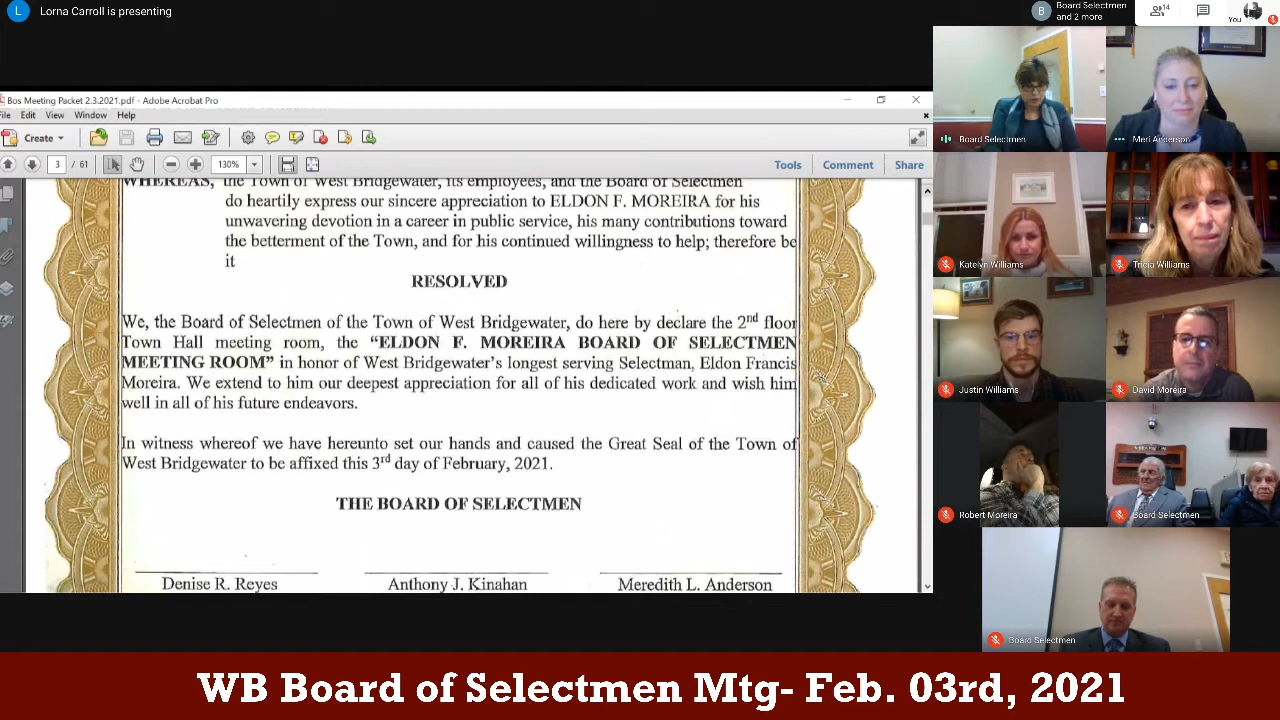 L
Lorna Carroll is presenting
B
Board Selectmen
and 2 more
14
You
Bos Meeting Packet 2.3.2021.pdf - Adobe Acrobat Pro
File Edit View Window Help
Create
3 / 61
130%
Tools Comment Share
WHEREAS, the Town of West Bridgewater, its employees, and the Board of Selectmen
do heartily express our sincere appreciation to ELDON F. MOREIRA for his
unwavering devotion in a career in public service, his many contributions toward
the betterment of the Town, and for his continued willingness to help; therefore be
it
RESOLVED
We, the Board of Selectmen of the Town of West Bridgewater, do here by declare the 2nd floor
Town Hall meeting room, the “ELDON F. MOREIRA BOARD OF SELECTMEN
MEETING ROOM” in honor of West Bridgewater’s longest serving Selectman, Eldon Francis
Moreira. We extend to him our deepest appreciation for all of his dedicated work and wish him
well in all of his future endeavors.
In witness whereof we have hereunto set our hands and caused the Great Seal of the Town of
West Bridgewater to be affixed this 3rd day of February, 2021.
THE BOARD OF SELECTMEN
Denise R. Reyes Anthony J. Kinahan Meredith L. Anderson
Board Selectmen
Meri Anderson
Katelyn Williams
Tricia Williams
Justin Williams
David Moreira
Robert Moreira
Board Selectmen
Board Selectmen
WB Board of Selectmen Mtg- Feb. 03rd, 2021